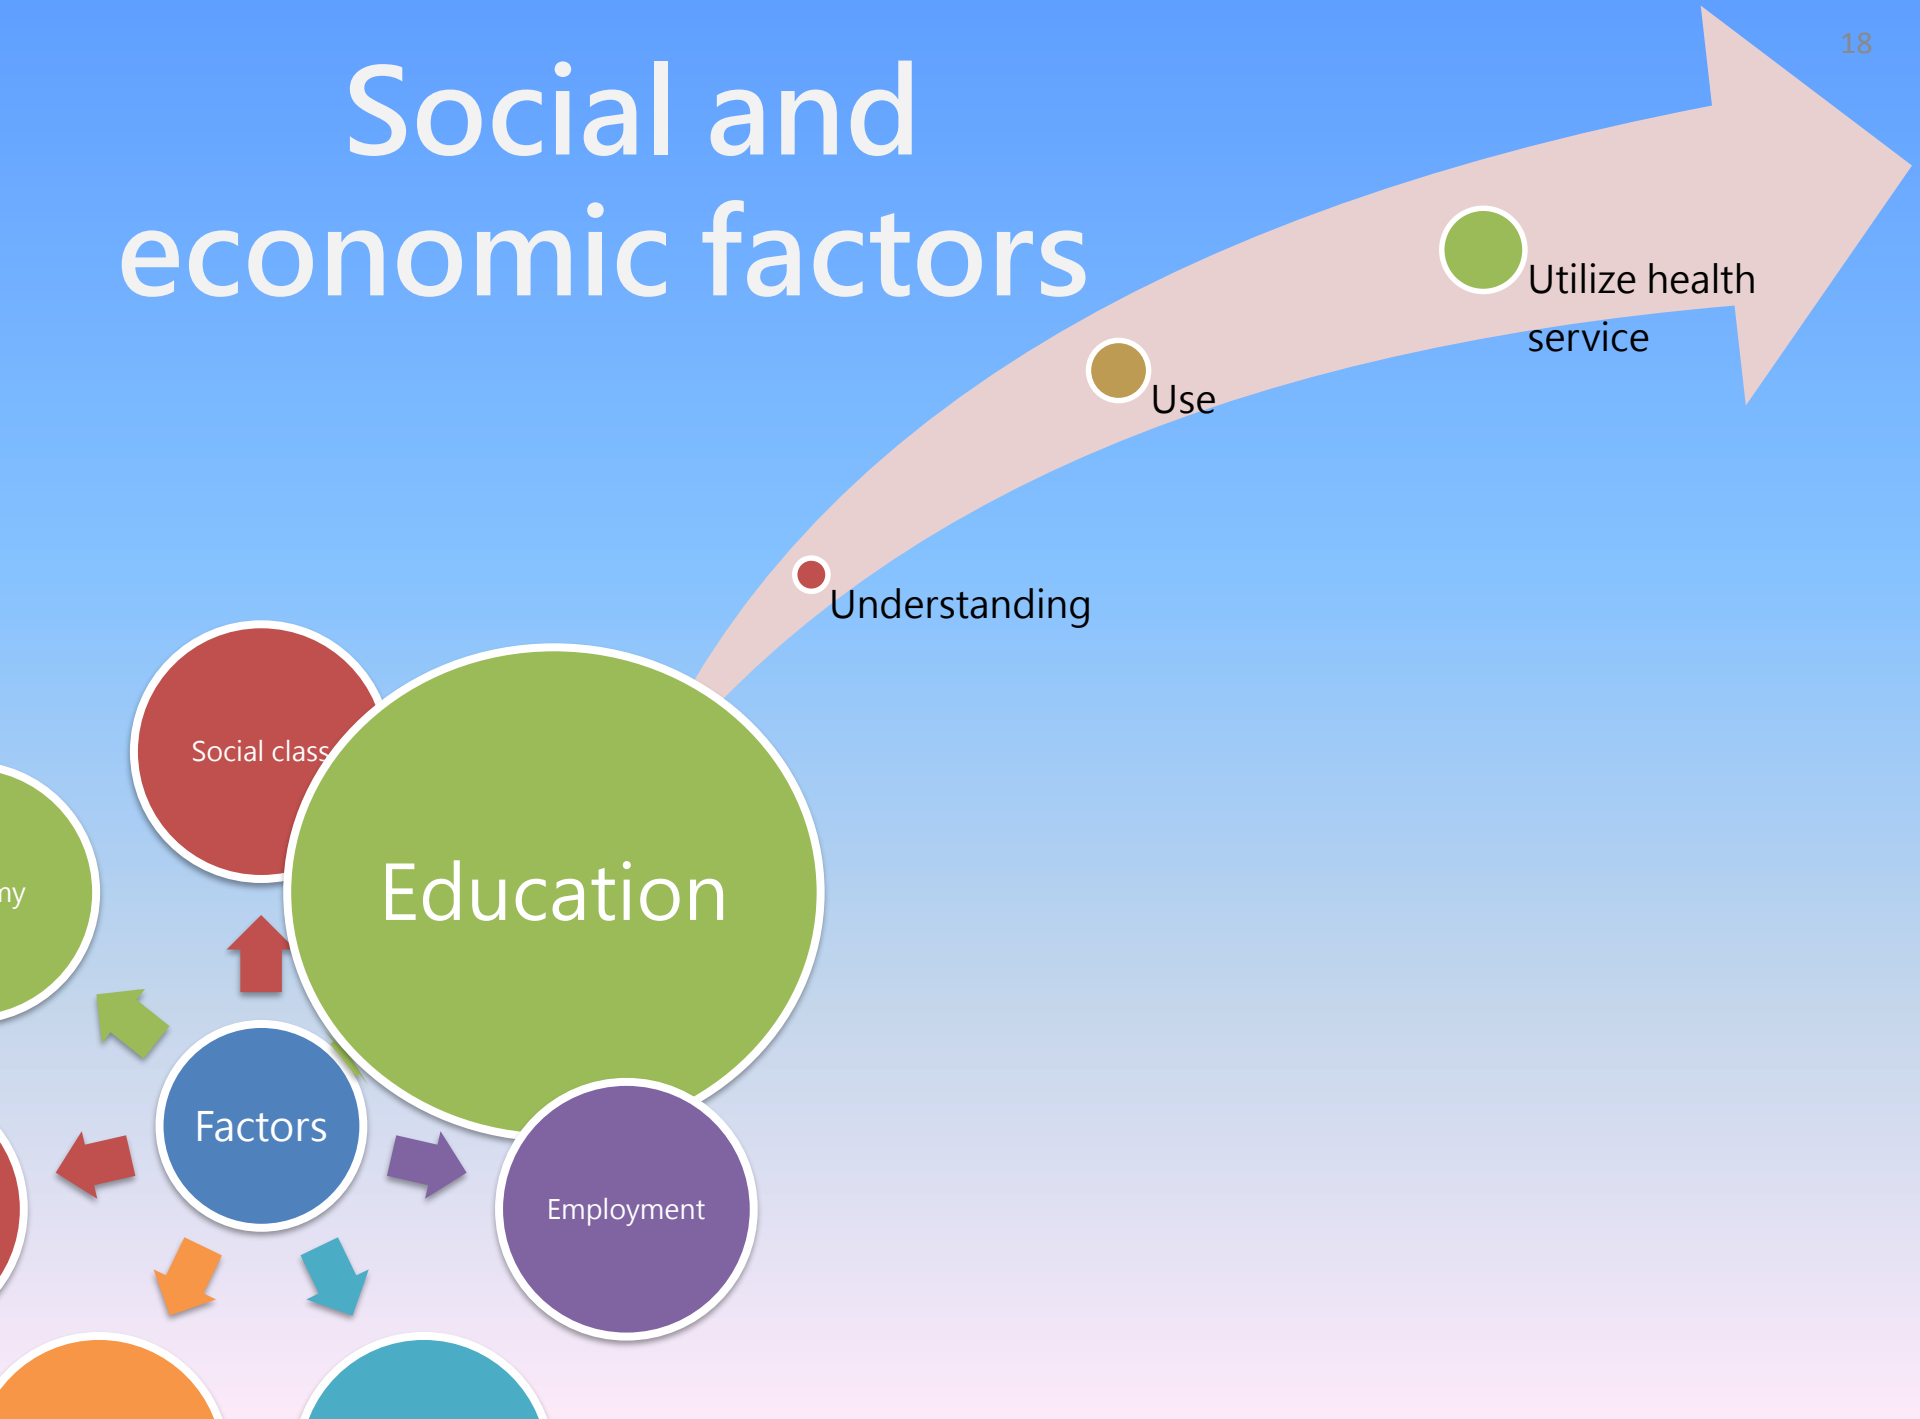 18
Social and
economic factors
Utilize health
service
Use
Understanding
Social class
Education
Factors
Employment